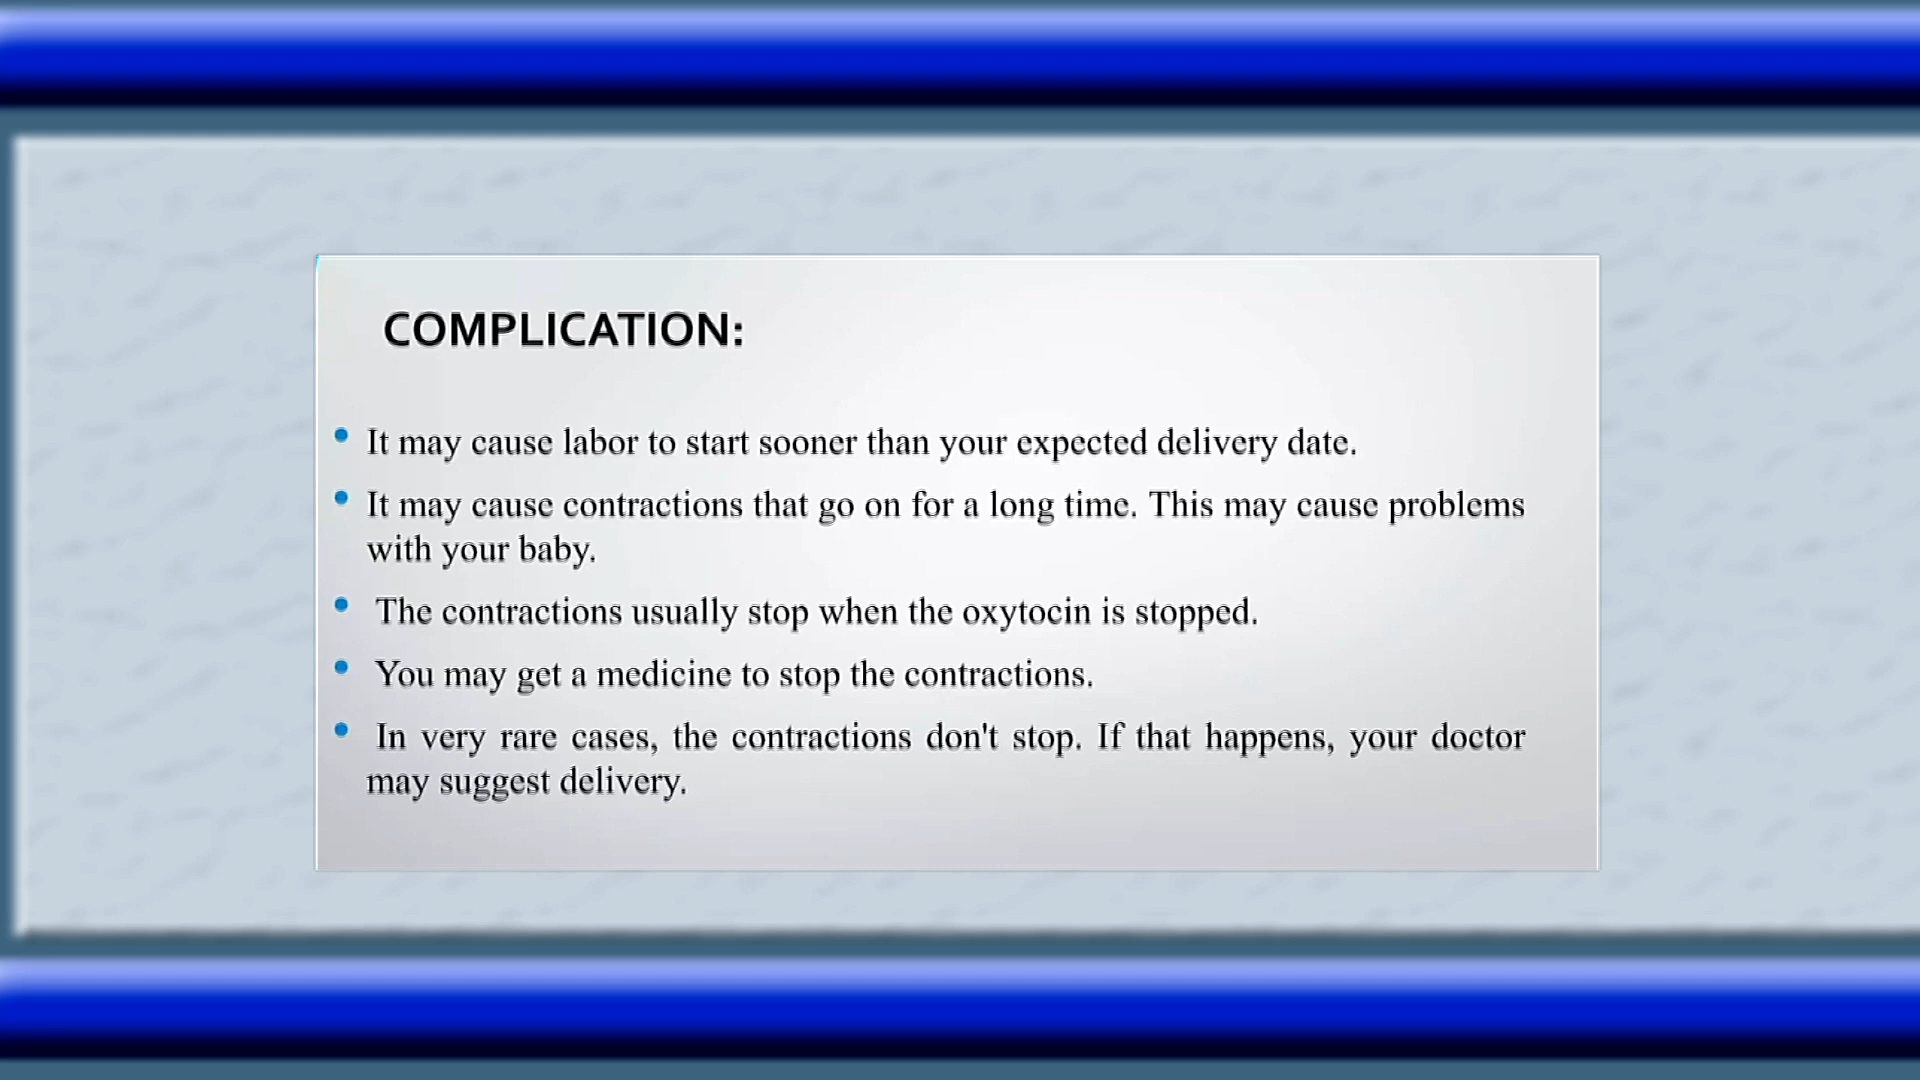 COMPLICATION:
• It may cause labor to start sooner than your expected delivery date.
• It may cause contractions that go on for a long time. This may cause problems
with your baby.
• The contractions usually stop when the oxytocin is stopped.
• You may get a medicine to stop the contractions.
• In very rare cases, the contractions don't stop. If that happens, your doctor
may suggest delivery.